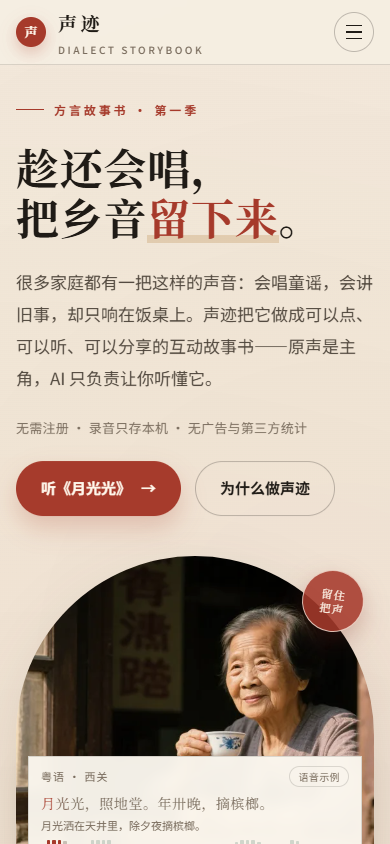 声
声迹
DIALECT STORYBOOK
方言故事书 · 第一季
趁还会唱，
把乡音留下来。
很多家庭都有一把这样的声音：会唱童谣，会讲
旧事，却只响在饭桌上。声迹把它做成可以点、
可以听、可以分享的互动故事书——原声是主
角，AI 只负责让你听懂它。
无需注册 · 录音只存本机 · 无广告与第三方统计
听《月光光》 →
为什么做声迹
留住
把声
粤语 · 西关
语音示例
月光光，照地堂。年卅晚，摘槟榔。
月光洒在天井里，除夕夜摘槟榔。